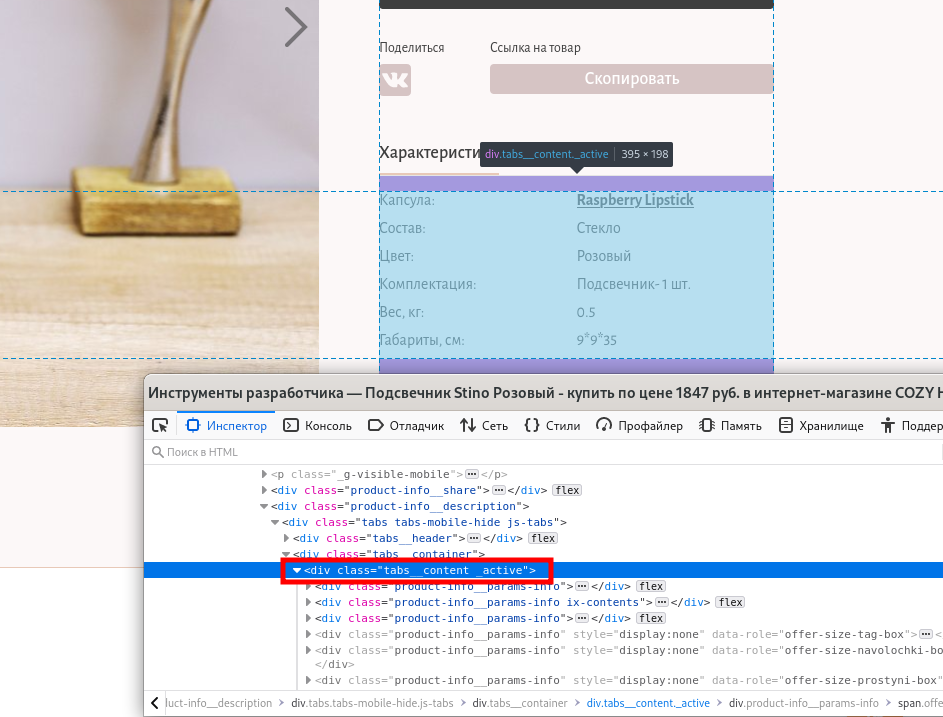 Поделиться Ссылка на товар
Скопировать
Характеристи div.tabs__content._active 395 × 198
Капсула: Raspberry Lipstick
Состав: Стекло
Цвет: Розовый
Комплектация: Подсвечник- 1 шт.
Вес, кг: 0.5
Габариты, см: 9*9*35
Инструменты разработчика — Подсвечник Stino Розовый - купить по цене 1847 руб. в интернет-магазине COZY H
Инспектор Консоль Отладчик Сеть Стили Профайлер Память Хранилище Поддер
Поиск в HTML
<p class="_g-visible-mobile"> ••• </p>
<div class="product-info__share"> ••• </div> flex
<div class="product-info__description">
<div class="tabs tabs-mobile-hide js-tabs">
<div class="tabs__header"> ••• </div> flex
<div class="tabs__container">
<div class="tabs__content _active">
<div class="product-info__params-info"> ••• </div> flex
<div class="product-info__params-info ix-contents"> ••• </div> flex
<div class="product-info__params-info"> ••• </div> flex
<div class="product-info__params-info" style="display:none" data-role="offer-size-tag-box"> ••• <
<div class="product-info__params-info" style="display:none" data-role="offer-size-navolochki-bo
</div>
<div class="product-info__params-info" style="display:none" data-role="offer-size-prostyni-box"
luct-info__description > div.tabs.tabs-mobile-hide.js-tabs > div.tabs__container > div.tabs__content._active > div.product-info__params-info > span.offe